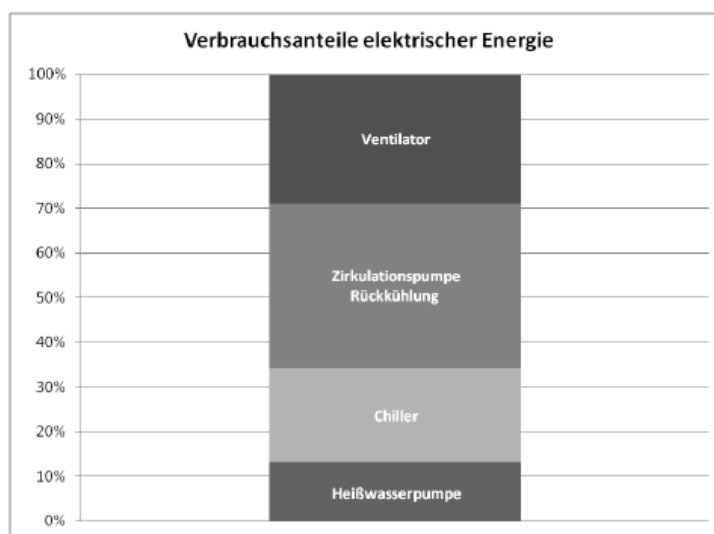 Verbrauchsanteile elektrischer Energie
100%
90%
80%
70%
60%
50%
40%
30%
20%
10%
0%
Ventilator
Zirkulationspumpe
Rückkühlung
Chiller
Heißwasserpumpe